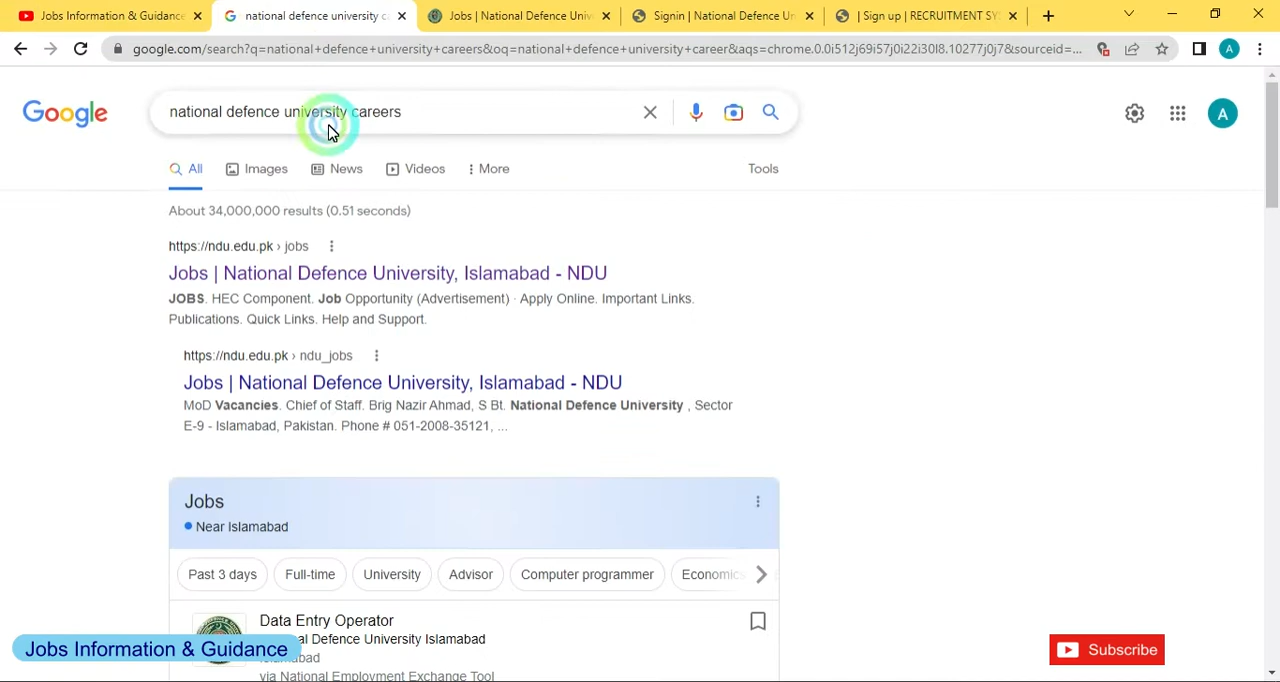 Jobs Information & Guidance
national defence university c
Jobs | National Defence Univ
Signin | National Defence Un
| Sign up | RECRUITMENT SY
google.com/search?q=national+defence+university+careers&oq=national+defence+university+career&aqs=chrome.0.0i512j69i57j0i22i30l8.10277j0j7&sourceid=...
A
Google
national defence university careers
A
All
Images
News
Videos
More
Tools
About 34,000,000 results (0.51 seconds)
https://ndu.edu.pk › jobs
Jobs | National Defence University, Islamabad - NDU
JOBS. HEC Component. Job Opportunity (Advertisement) · Apply Online. Important Links.
Publications. Quick Links. Help and Support.
https://ndu.edu.pk › ndu_jobs
Jobs | National Defence University, Islamabad - NDU
MoD Vacancies. Chief of Staff. Brig Nazir Ahmad, S Bt. National Defence University , Sector
E-9 - Islamabad, Pakistan. Phone # 051-2008-35121, ...
Jobs
Near Islamabad
Past 3 days
Full-time
University
Advisor
Computer programmer
Economics
Data Entry Operator
al Defence University Islamabad
abad
via National Employment Exchange Tool
Jobs Information & Guidance
Subscribe